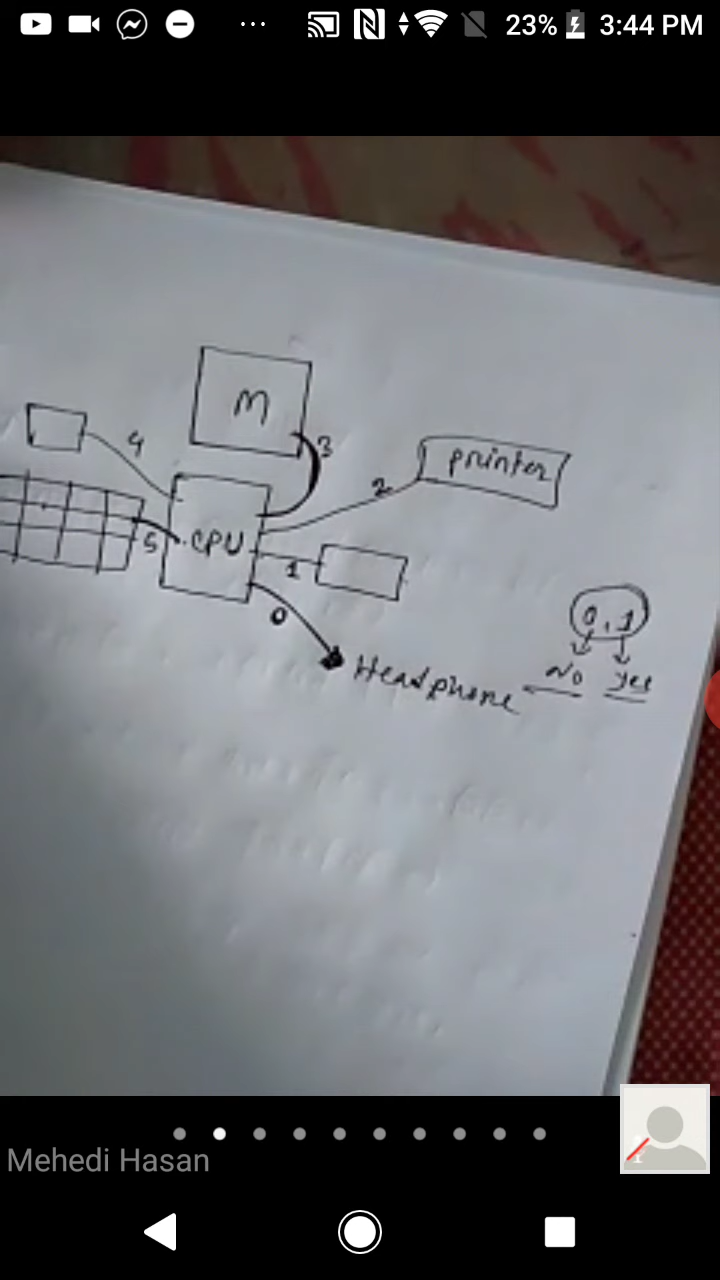 23% 3:44 PM
M
4
3
printer
2
CPU
5
1
0
0, 1
No yes
Headphone
Mehedi Hasan